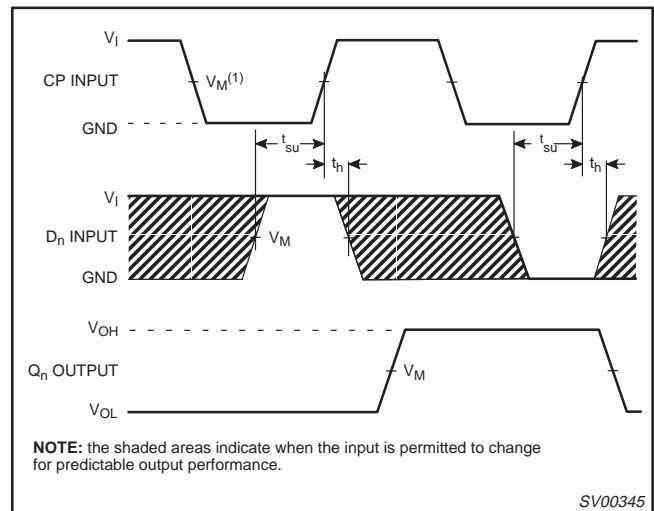 VI
CP INPUT
VM(1)
GND
tsu
th
tsu
th
VI
Dn INPUT
VM
GND
VOH
Qn OUTPUT
VM
VOL
NOTE: the shaded areas indicate when the input is permitted to change
for predictable output performance.
SV00345